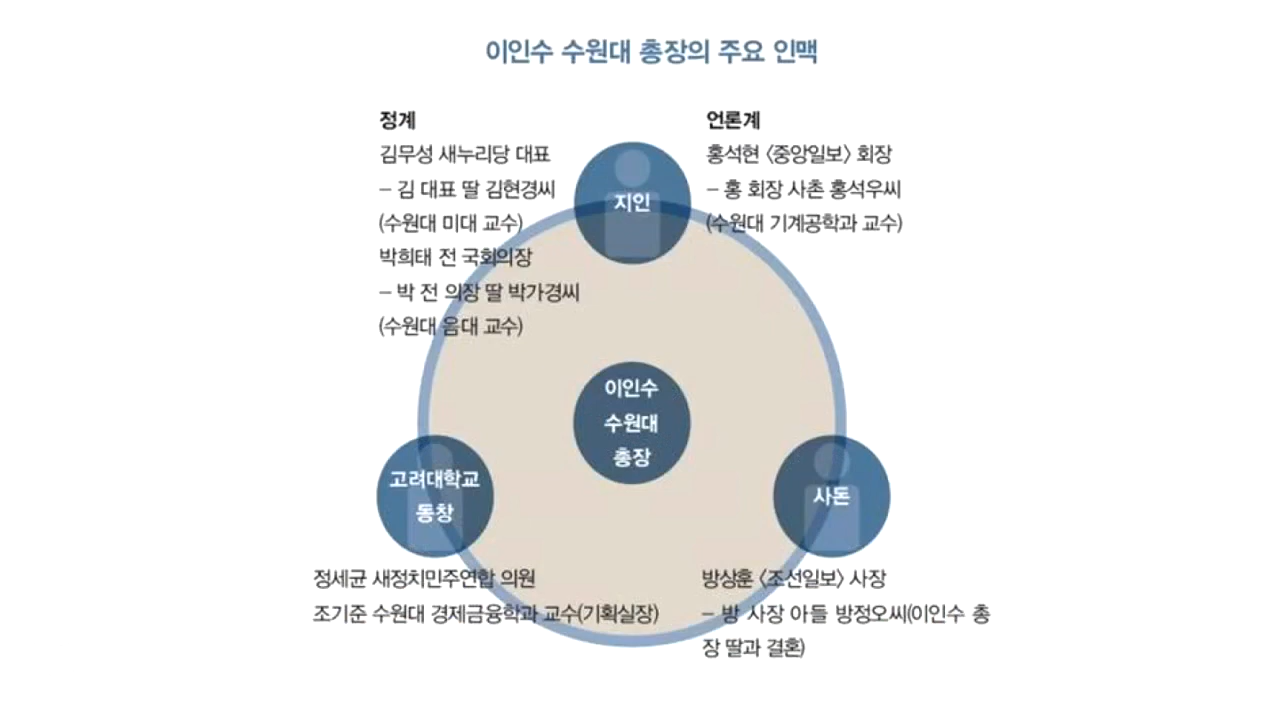 이인수 수원대 총장의 주요 인맥
정계
김무성 새누리당 대표
– 김 대표 딸 김현경씨
(수원대 미대 교수)
박희태 전 국회의장
– 박 전 의장 딸 박가경씨
(수원대 음대 교수)
언론계
홍석현 〈중앙일보〉 회장
– 홍 회장 사촌 홍석우씨
(수원대 기계공학과 교수)
지인
이인수
수원대
총장
고려대학교
동창
정세균 새정치민주연합 의원
조기준 수원대 경제금융학과 교수(기획실장)
사돈
방상훈 〈조선일보〉 사장
– 방 사장 아들 방정오씨(이인수 총
장 딸과 결혼)